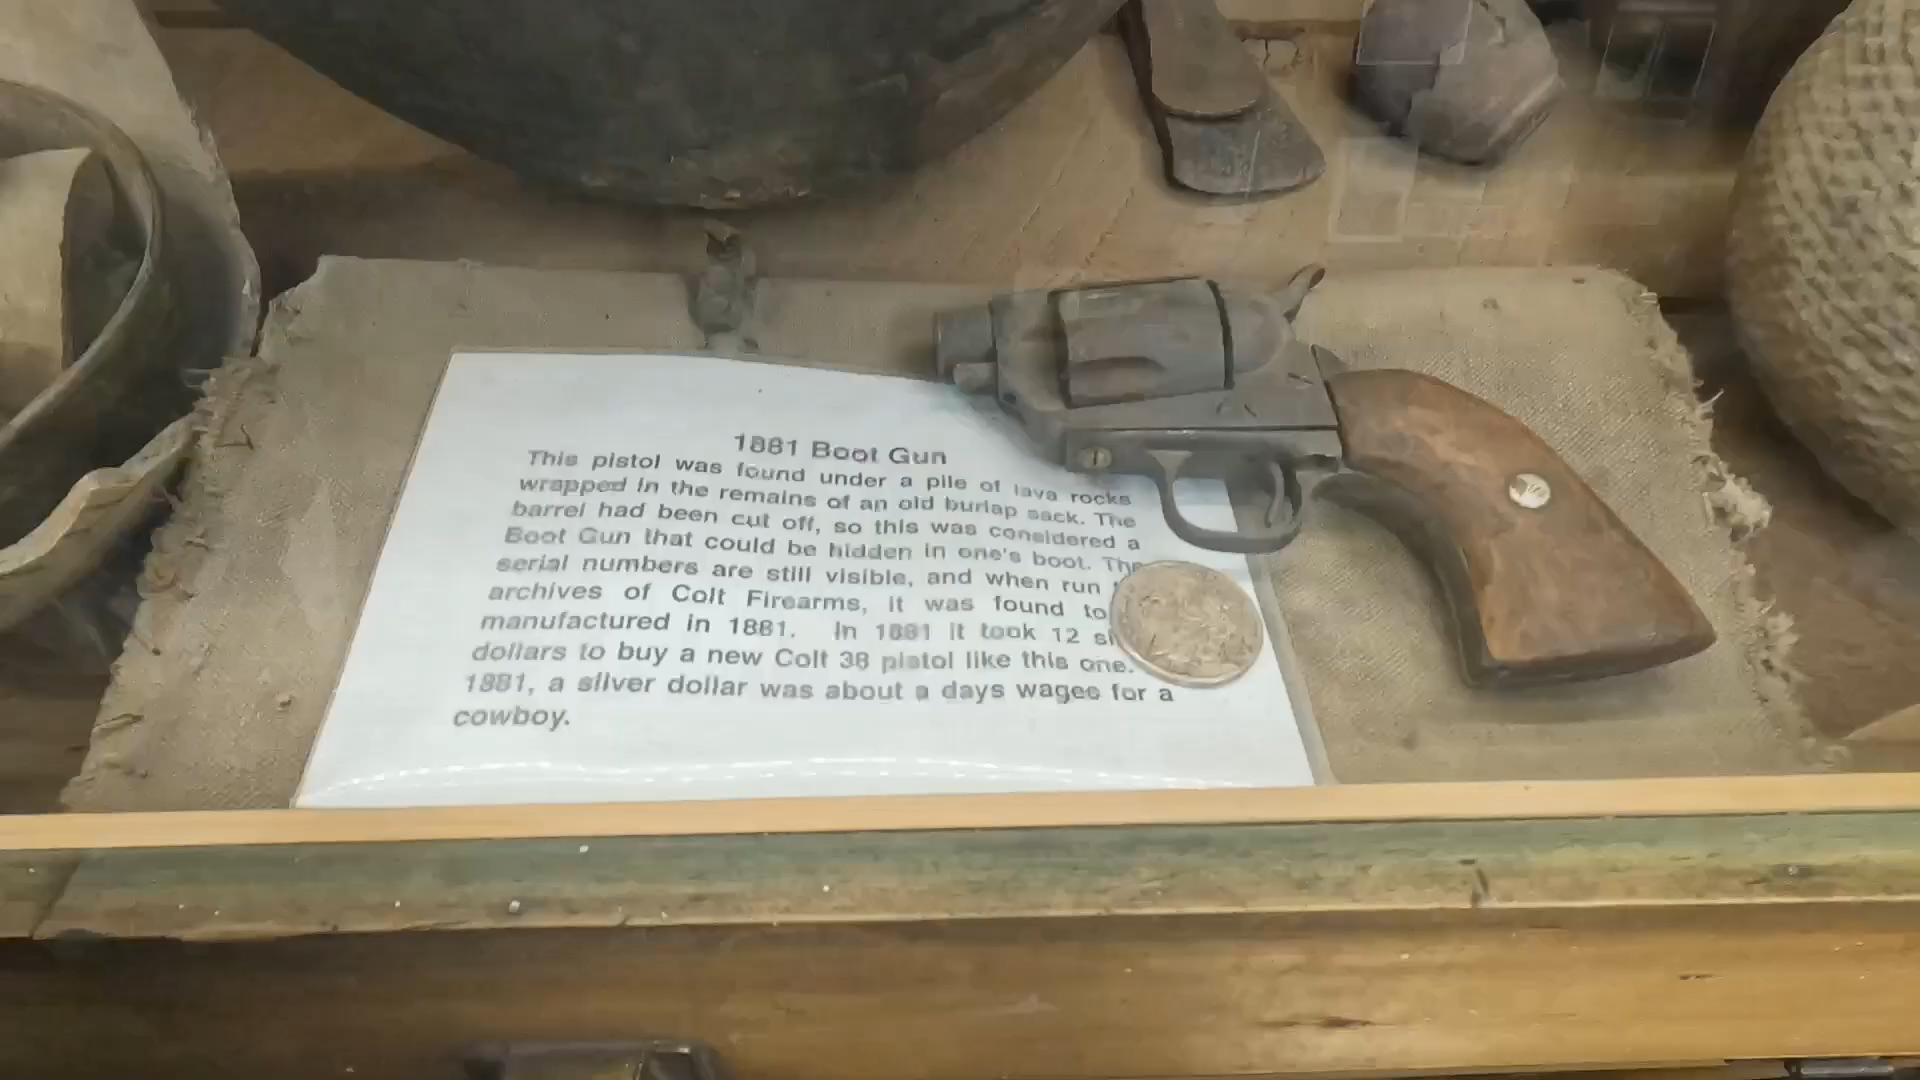 1881 Boot Gun
This pistol was found under a pile of lava rocks
wrapped in the remains of an old burlap sack. The
barrel had been cut off, so this was considered a
Boot Gun that could be hidden in one's boot. The
serial numbers are still visible, and when run
archives of Colt Firearms, it was found to
manufactured in 1881. In 1881 it took 12
dollars to buy a new Colt 38 pistol like this one.
1881, a silver dollar was about a days wages for a
cowboy.